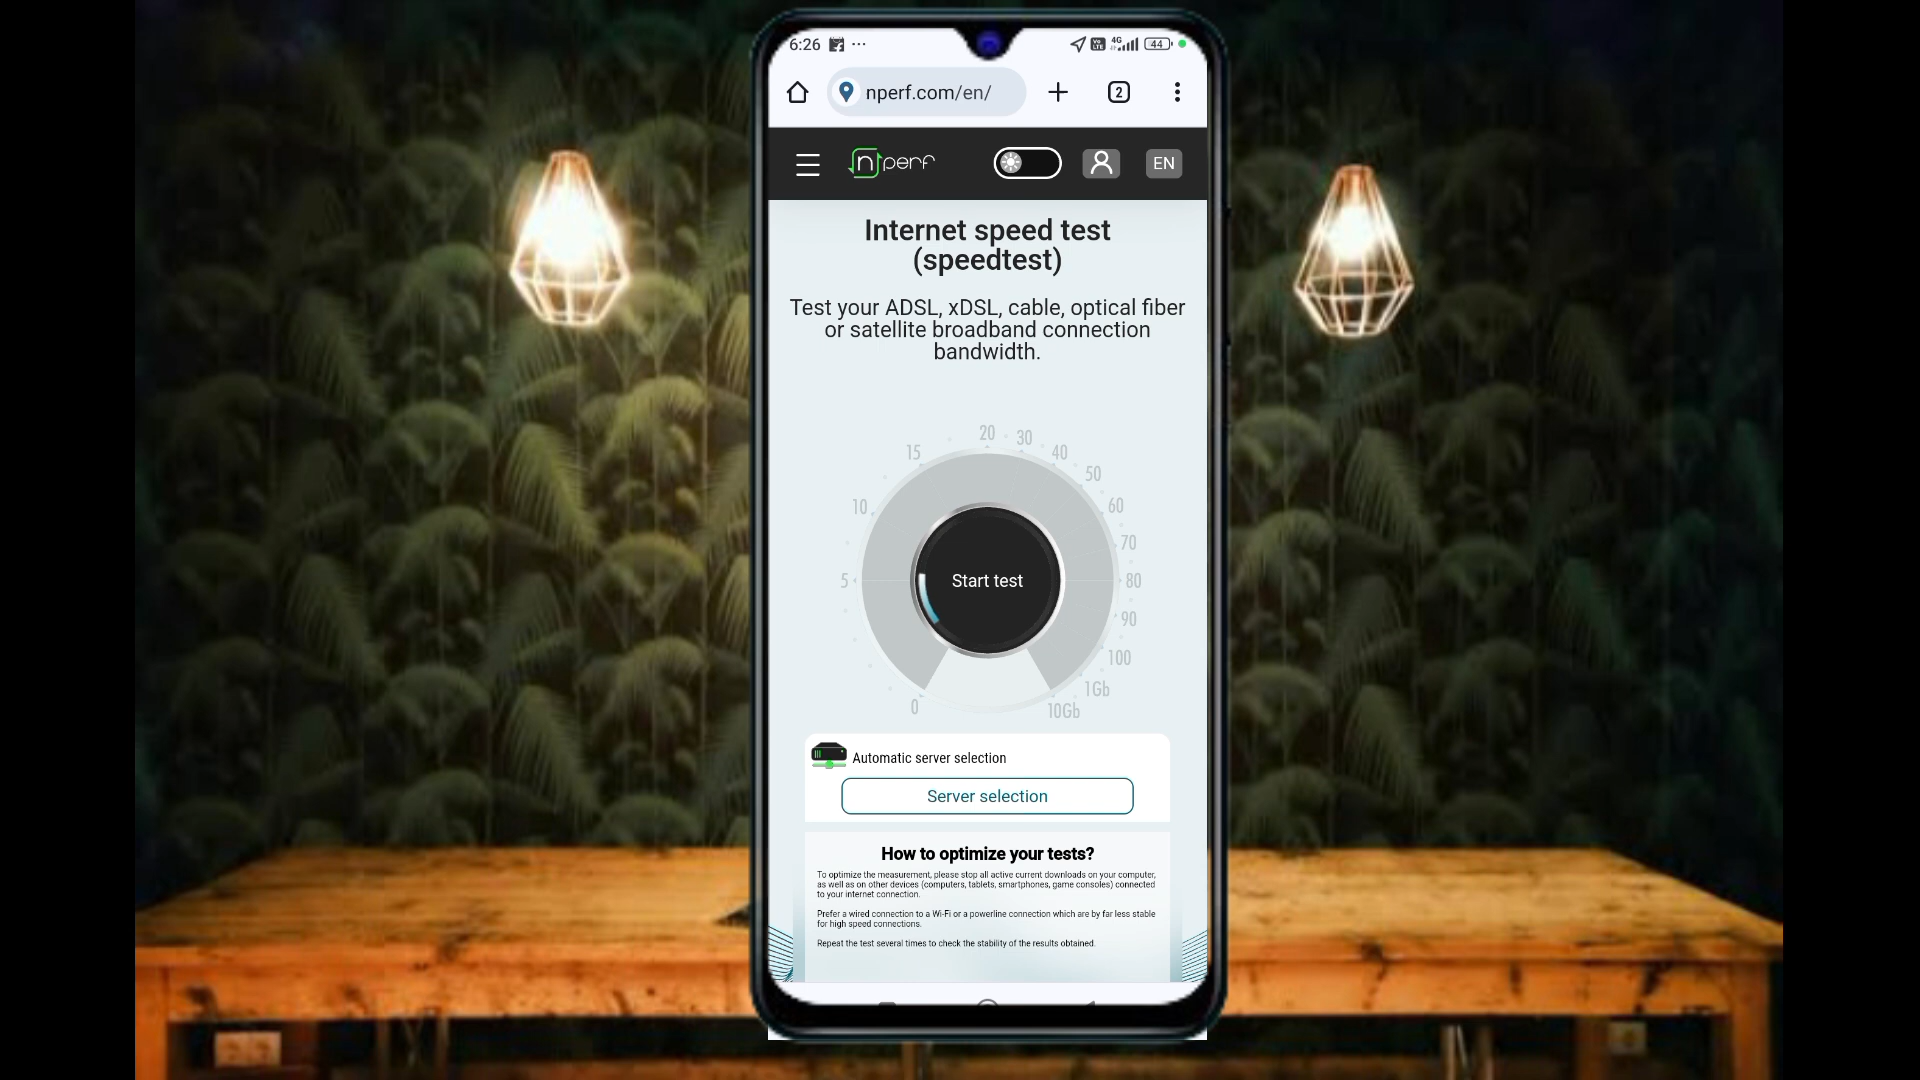 6:26 ... Vo LTE 4G 44
nperf.com/en/ 2
nperf EN
Internet speed test
(speedtest)
Test your ADSL, xDSL, cable, optical fiber
or satellite broadband connection
bandwidth.
0 5 10 15 20 30 40 50 60 70 80 90 100 1Gb 10Gb
Start test
Automatic server selection
Server selection
How to optimize your tests?
To optimize the measurement, please stop all active current downloads on your computer,
as well as on other devices (computers, tablets, smartphones, game consoles) connected
to your internet connection.
Prefer a wired connection to a Wi-Fi or a powerline connection which are by far less stable
for high speed connections.
Repeat the test several times to check the stability of the results obtained.